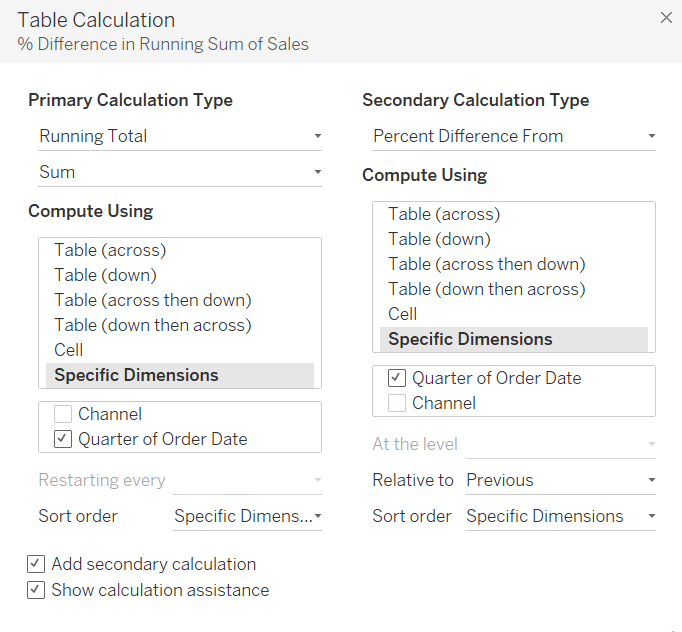 Table Calculation
% Difference in Running Sum of Sales
Primary Calculation Type
Running Total
Sum
Compute Using
Table (across)
Table (down)
Table (across then down)
Table (down then across)
Cell
Specific Dimensions
Channel
Quarter of Order Date
Restarting every
Sort order Specific Dimens...
Secondary Calculation Type
Percent Difference From
Compute Using
Table (across)
Table (down)
Table (across then down)
Table (down then across)
Cell
Specific Dimensions
Quarter of Order Date
Channel
At the level
Relative to Previous
Sort order Specific Dimensions
Add secondary calculation
Show calculation assistance